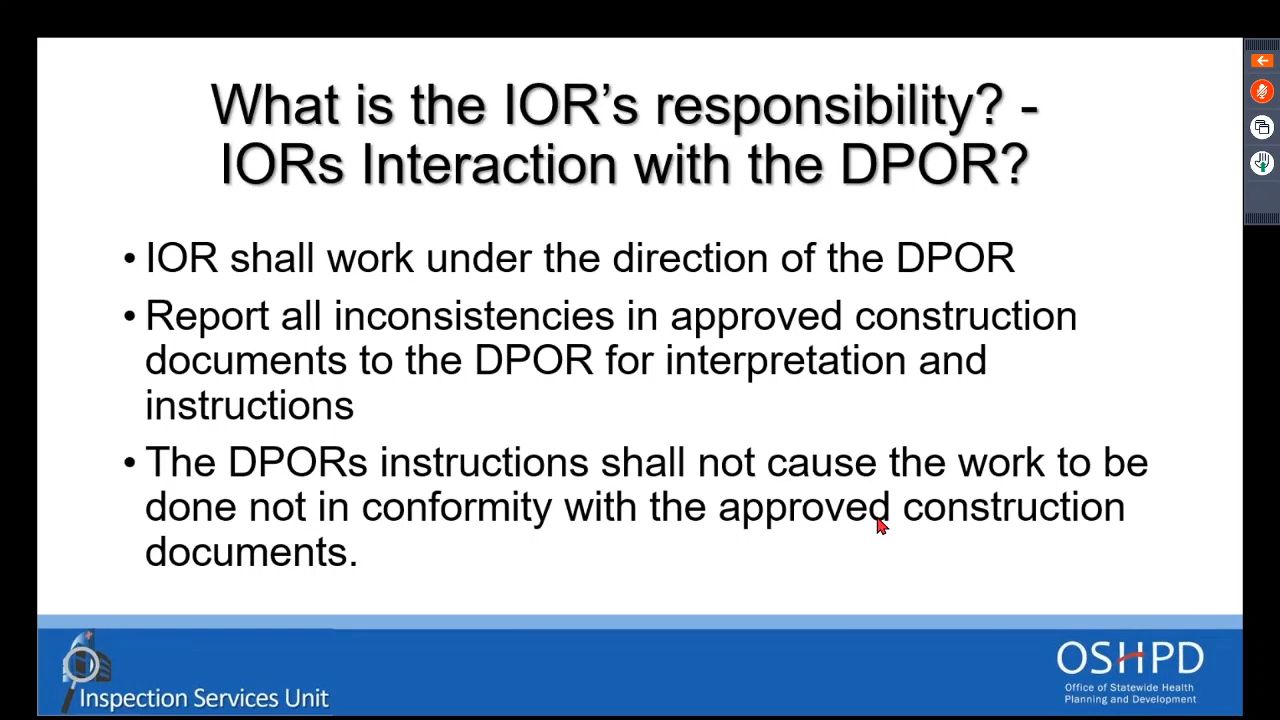 What is the IOR’s responsibility? -
IORs Interaction with the DPOR?
• IOR shall work under the direction of the DPOR
• Report all inconsistencies in approved construction
documents to the DPOR for interpretation and
instructions
• The DPORs instructions shall not cause the work to be
done not in conformity with the approved construction
documents.
Inspection Services Unit
OSHPD
Office of Statewide Health
Planning and Development